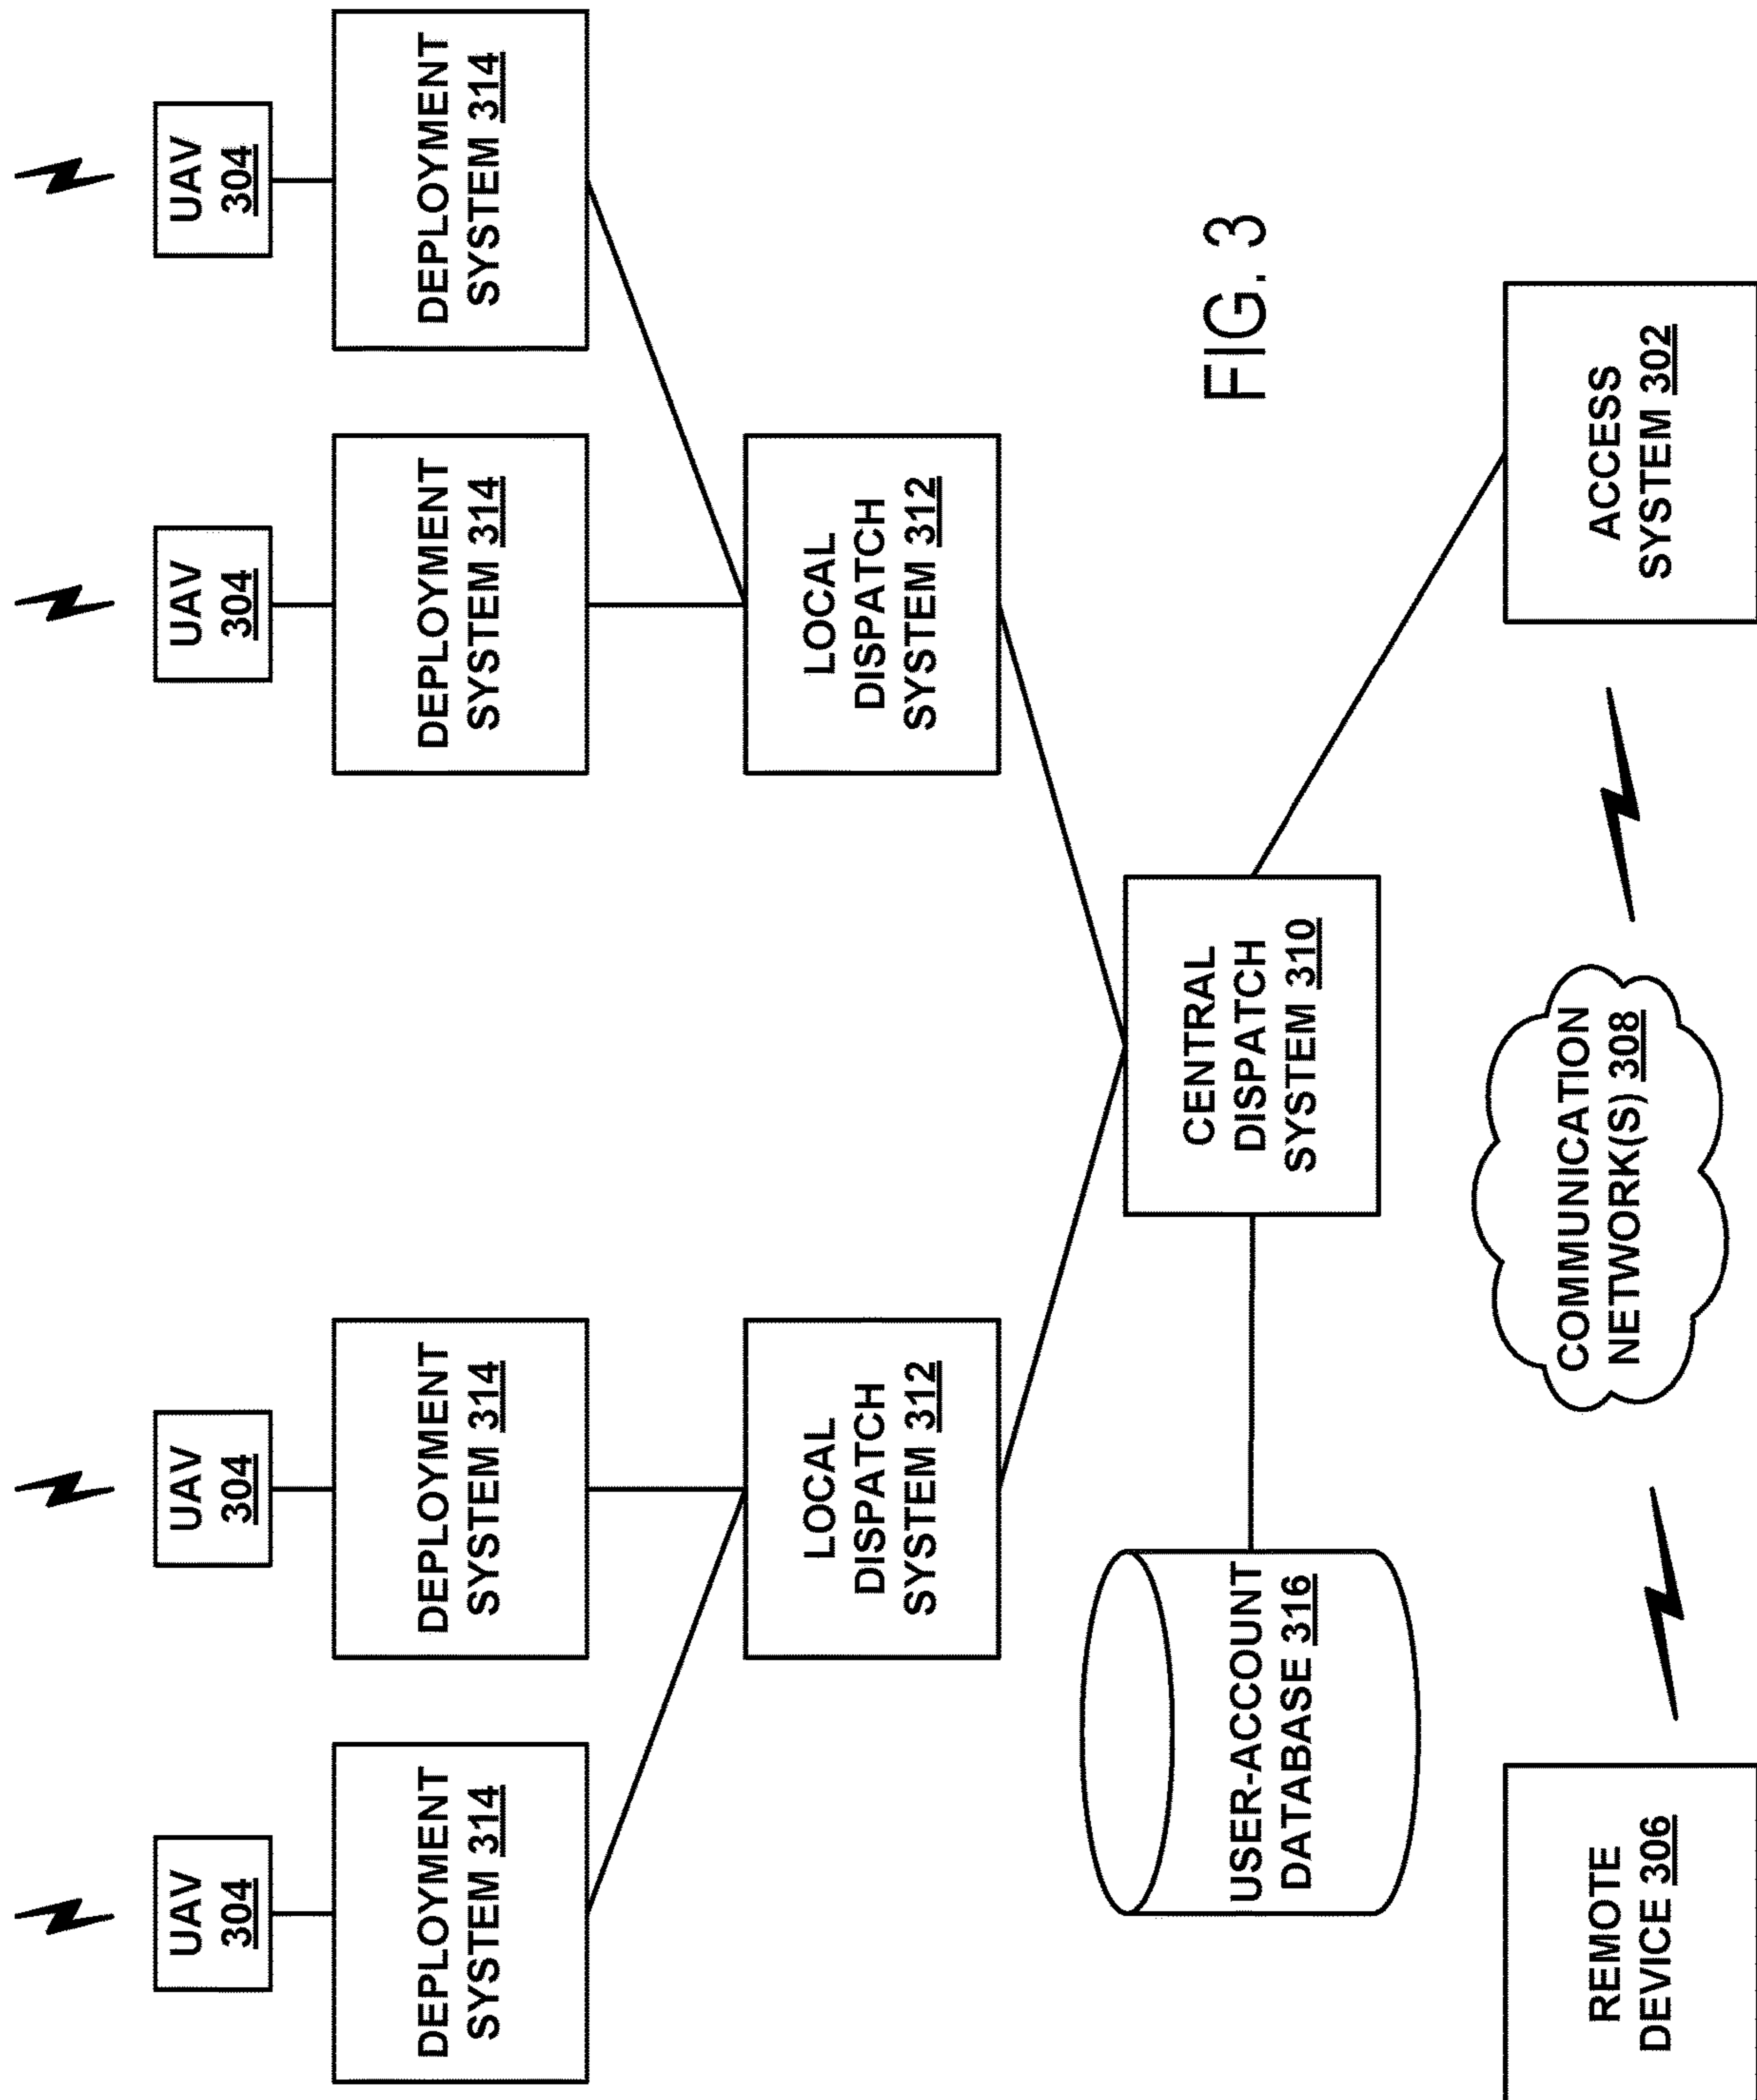 UAV
304
UAV
304
UAV
304
UAV
304
DEPLOYMENT
SYSTEM 314
DEPLOYMENT
SYSTEM 314
DEPLOYMENT
SYSTEM 314
DEPLOYMENT
SYSTEM 314
LOCAL
DISPATCH
SYSTEM 312
LOCAL
DISPATCH
SYSTEM 312
USER-ACCOUNT
DATABASE 316
CENTRAL
DISPATCH
SYSTEM 310
FIG. 3
REMOTE
DEVICE 306
COMMUNICATION
NETWORK(S) 308
ACCESS
SYSTEM 302